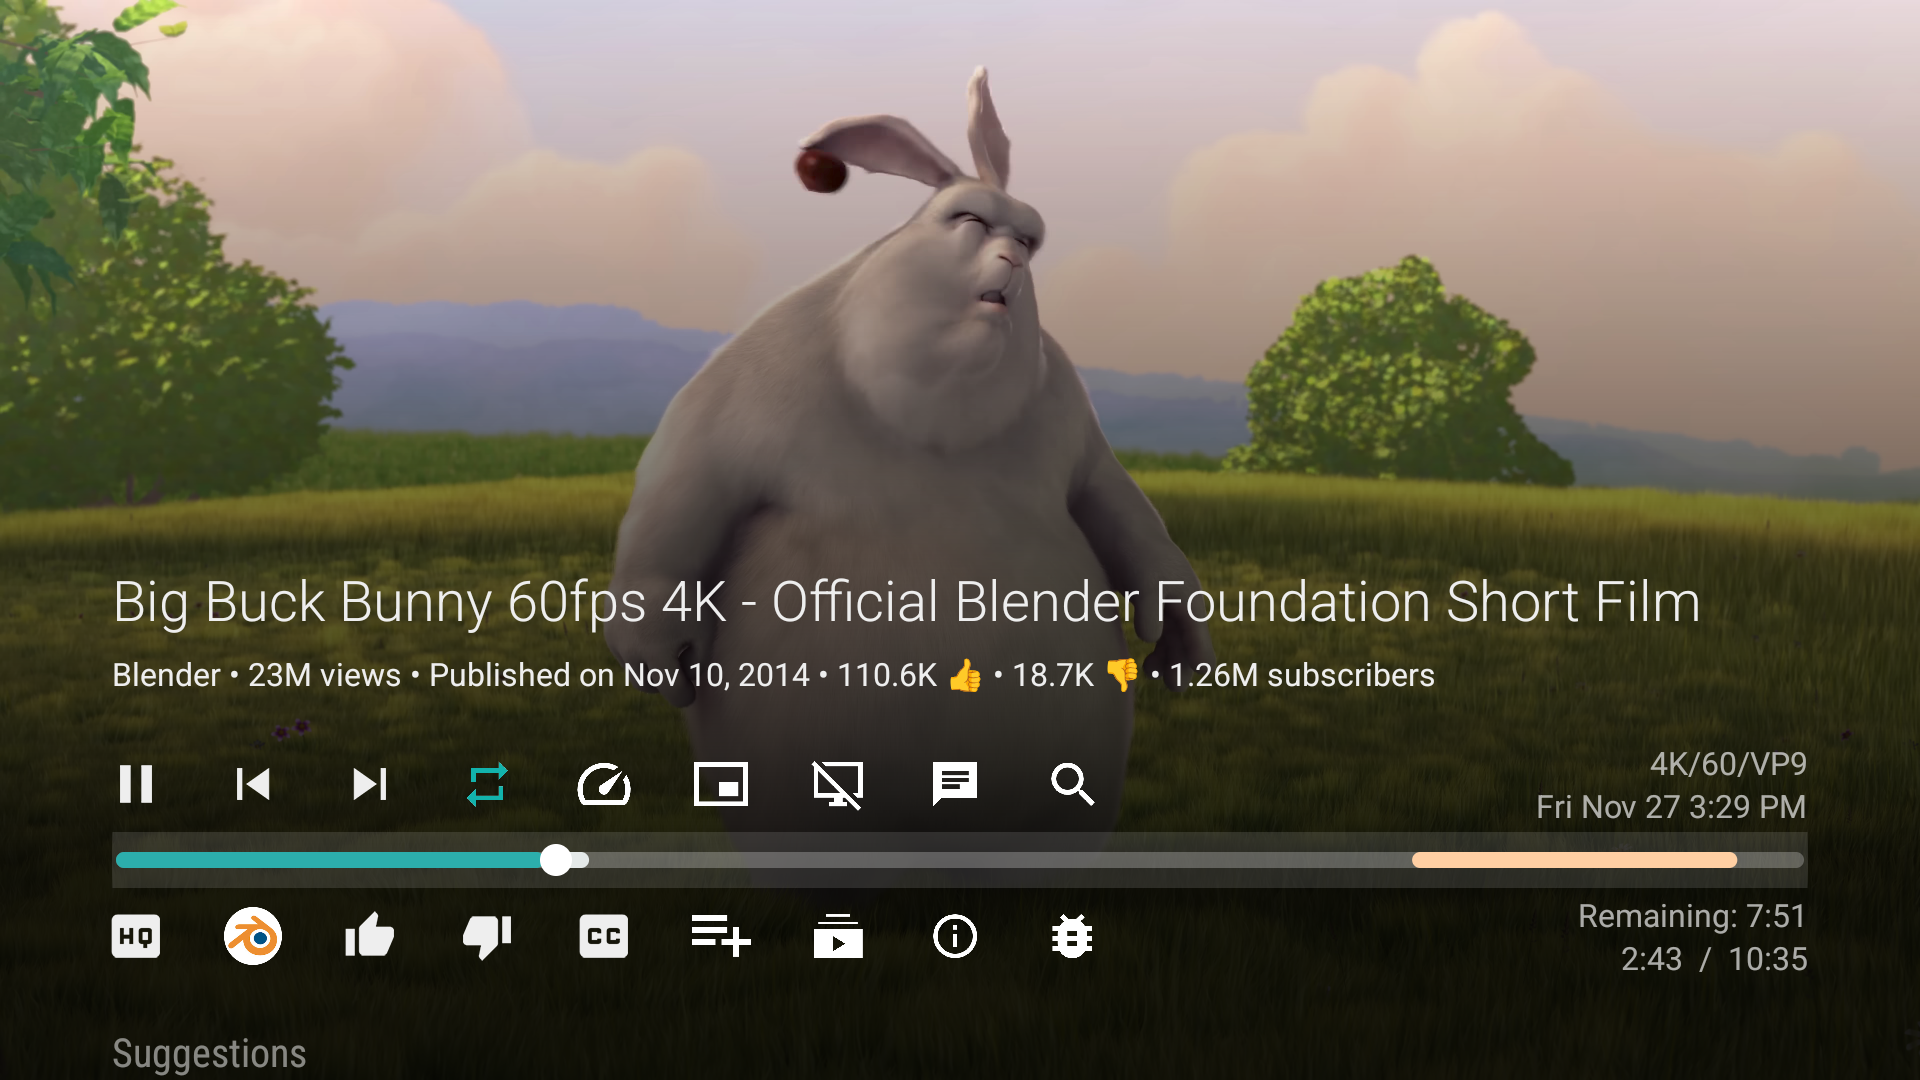 Big Buck Bunny 60fps 4K - Official Blender Foundation Short Film
Blender • 23M views • Published on Nov 10, 2014 • 110.6K 👍 • 18.7K 👎 • 1.26M subscribers
4K/60/VP9
Fri Nov 27 3:29 PM
HQ
CC
Remaining: 7:51
2:43 / 10:35
Suggestions